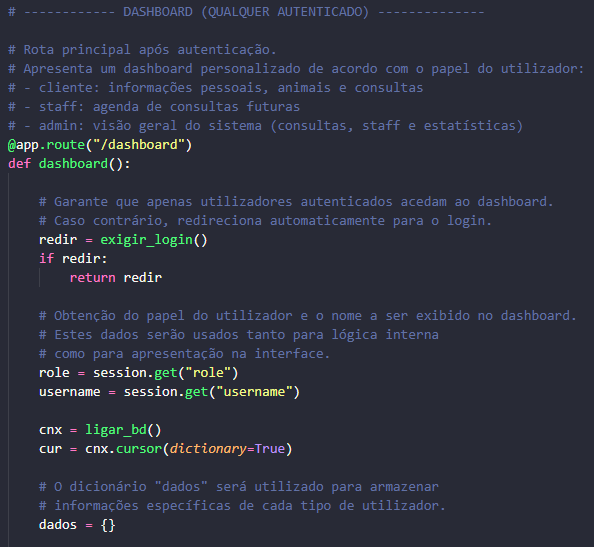 # ------------ DASHBOARD (QUALQUER AUTENTICADO) --------------
# Rota principal após autenticação.
# Apresenta um dashboard personalizado de acordo com o papel do utilizador:
# - cliente: informações pessoais, animais e consultas
# - staff: agenda de consultas futuras
# - admin: visão geral do sistema (consultas, staff e estatísticas)
@app.route("/dashboard")
def dashboard():
    # Garante que apenas utilizadores autenticados acedam ao dashboard.
    # Caso contrário, redireciona automaticamente para o login.
    redir = exigir_login()
    if redir:
        return redir
    # Obtenção do papel do utilizador e o nome a ser exibido no dashboard.
    # Estes dados serão usados tanto para lógica interna
    # como para apresentação na interface.
    role = session.get("role")
    username = session.get("username")
    cnx = ligar_bd()
    cur = cnx.cursor(dictionary=True)
    # O dicionário "dados" será utilizado para armazenar
    # informações específicas de cada tipo de utilizador.
    dados = {}